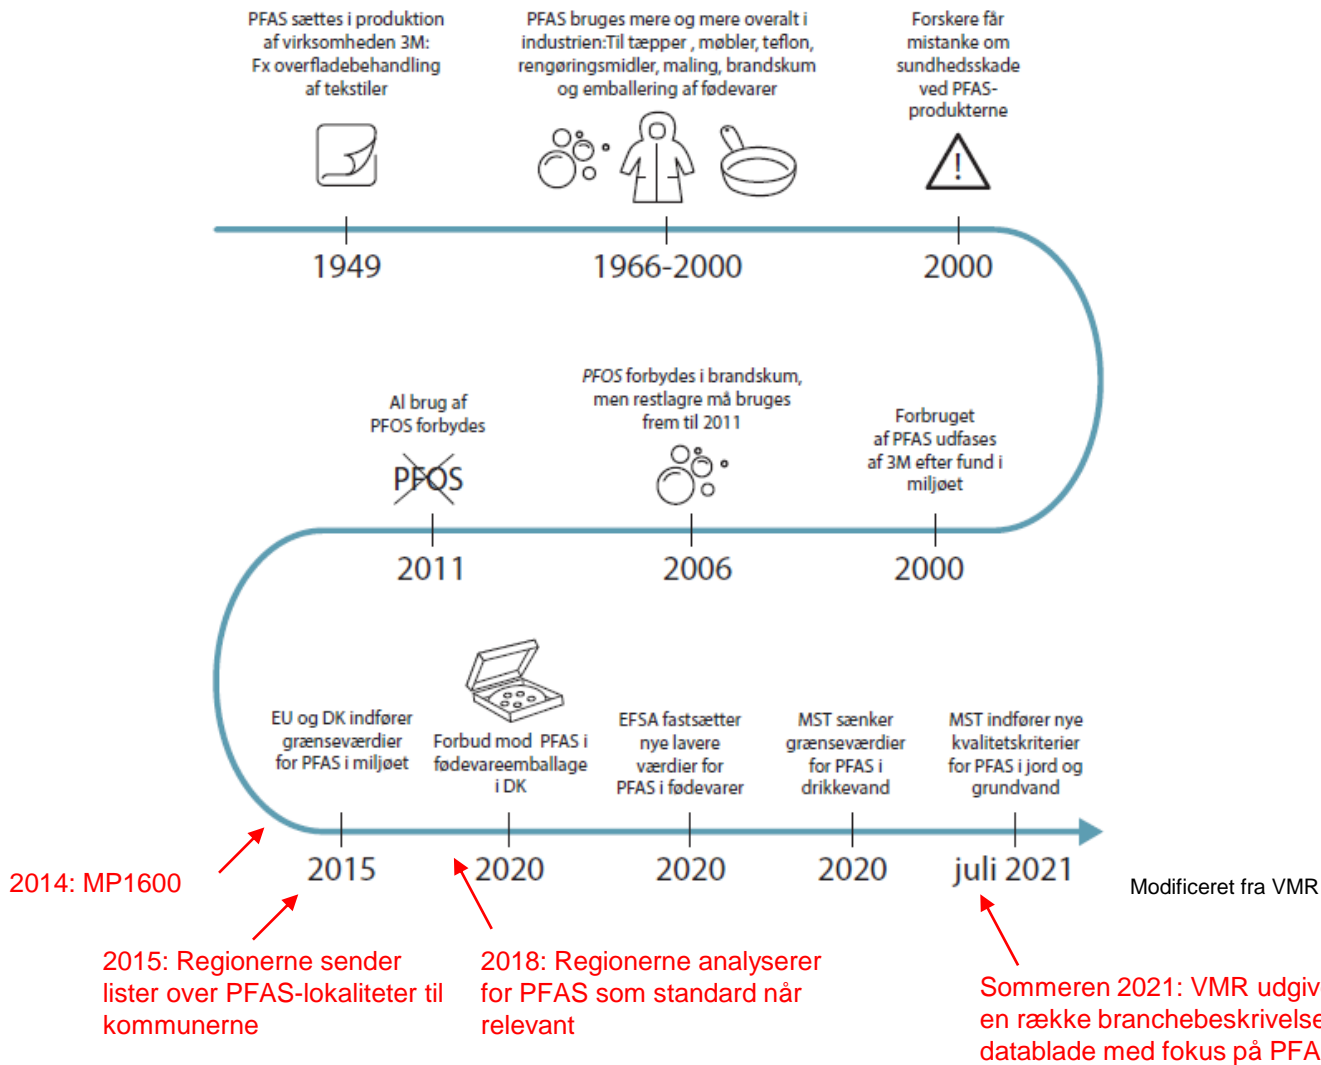 PFAS sættes i produktion
af virksomheden 3M:
Fx overfladebehandling
af tekstiler
PFAS bruges mere og mere overalt i
industrien:Til tæpper , møbler, teflon,
rengøringsmidler, maling, brandskum
og emballering af fødevarer
Forskere får
mistanke om
sundhedsskade
ved PFAS-
produkterne
!
1949
1966-2000
2000
Al brug af
PFOS forbydes
PFOS
PFOS forbydes i brandskum,
men restlagre må bruges
frem til 2011
Forbruget
af PFAS udfases
af 3M efter fund i
miljøet
2011
2006
2000
EU og DK indfører
grænseværdier
for PFAS i miljøet
Forbud mod PFAS i
fødevareemballage
i DK
EFSA fastsætter
nye lavere
værdier for
PFAS i fødevarer
MST sænker
grænseværdier
for PFAS i
drikkevand
MST indfører nye
kvalitetskriterier
for PFAS i jord og
grundvand
2015
2020
2020
2020
juli 2021
2014: MP1600
Modificeret fra VMR
2015: Regionerne sender
lister over PFAS-lokaliteter til
kommunerne
2018: Regionerne analyserer
for PFAS som standard når
relevant
Sommeren 2021: VMR udgiv
en række branchebeskrivelse
datablade med fokus på PFA